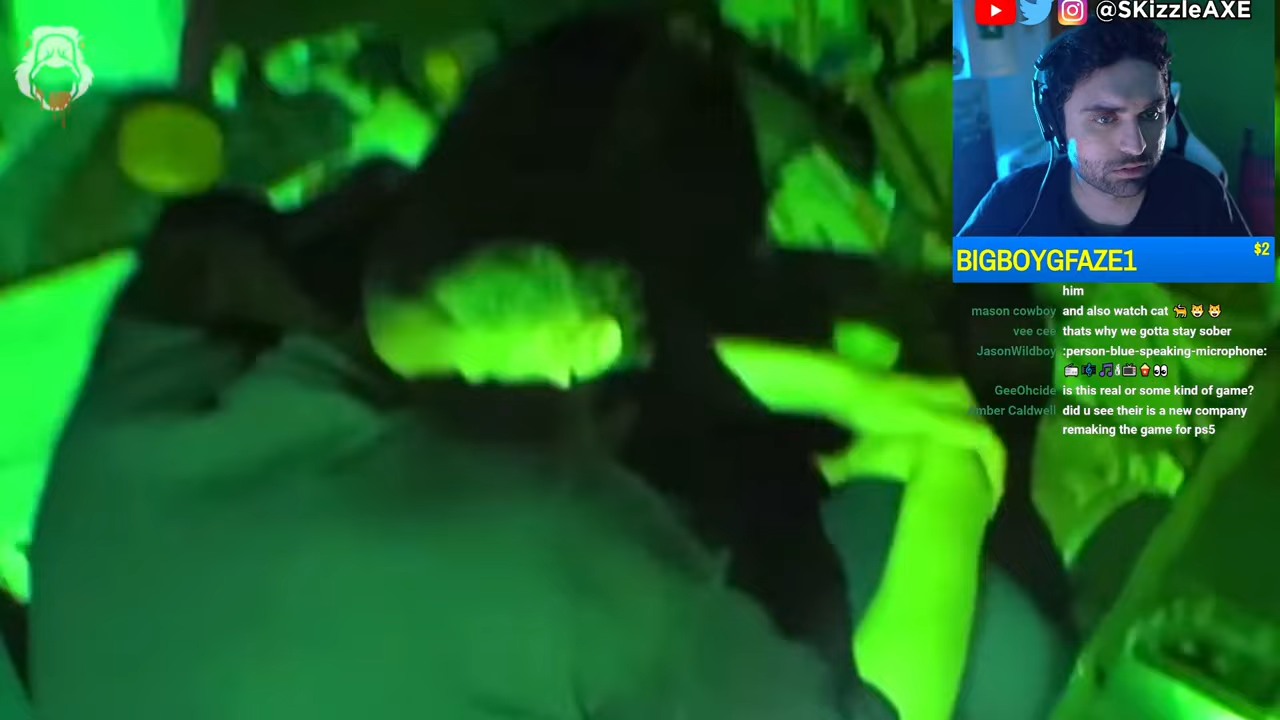 @SKizzleAXE
BIGBOYGFAZE1
$2
him
mason cowboy and also watch cat 🐈 😺 😺
vee cee thats why we gotta stay sober
JasonWildboy :person-blue-speaking-microphone:
GeeOhcide is this real or some kind of game?
mber Caldwell did u see their is a new company
remaking the game for ps5